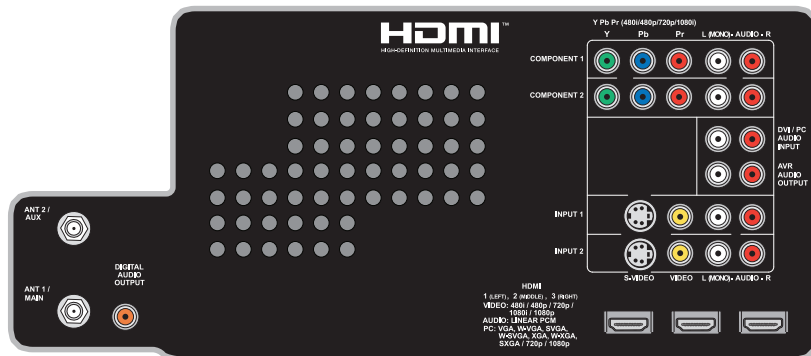 HDMI™
HIGH-DEFINITION MULTIMEDIA INTERFACE
Y Pb Pr (480i/480p/720p/1080i)
Y Pb Pr L (MONO)- AUDIO - R
COMPONENT 1
COMPONENT 2
DVI / PC
AUDIO
INPUT
AVR
AUDIO
OUTPUT
INPUT 1
INPUT 2
S-VIDEO VIDEO L (MONO)- AUDIO - R
ANT 2 /
AUX
DIGITAL
AUDIO
OUTPUT
ANT 1 /
MAIN
HDMI
1 (LEFT), 2 (MIDDLE), 3 (RIGHT)
VIDEO: 480i / 480p / 720p /
1080i / 1080p
AUDIO: LINEAR PCM
PC: VGA, W-VGA, SVGA,
W-SVGA, XGA, W-XGA,
SXGA / 720p / 1080p